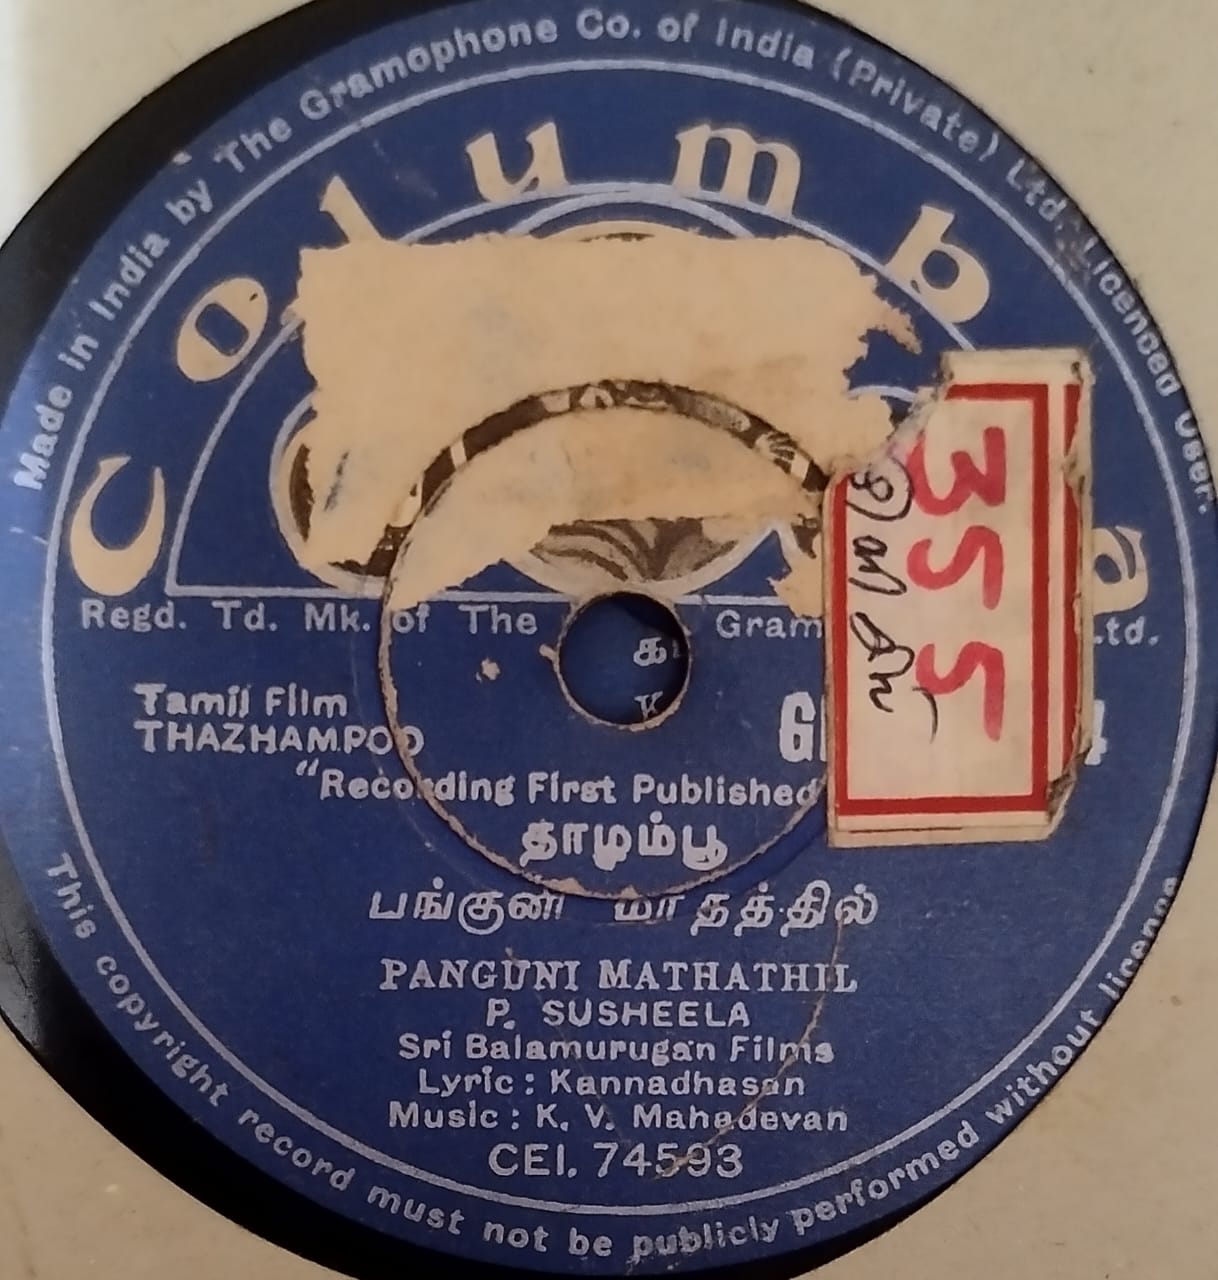 Made in India by The Gramophone Co. of India (Private) Ltd. Licenced User.
Columbia
Regd. Td. Mk. of The Gram Ltd.
355
Tamil Film
THAZHAMPOO
"Recording First Published
தாழம்பூ
பங்குனி மாதத்தில்
PANGUNI MATHATHIL
P. SUSHEELA
Sri Balamurugan Films
Lyric : Kannadhasan
Music : K. V. Mahadevan
CEI. 74593
This copyright record must not be publicly performed without licence